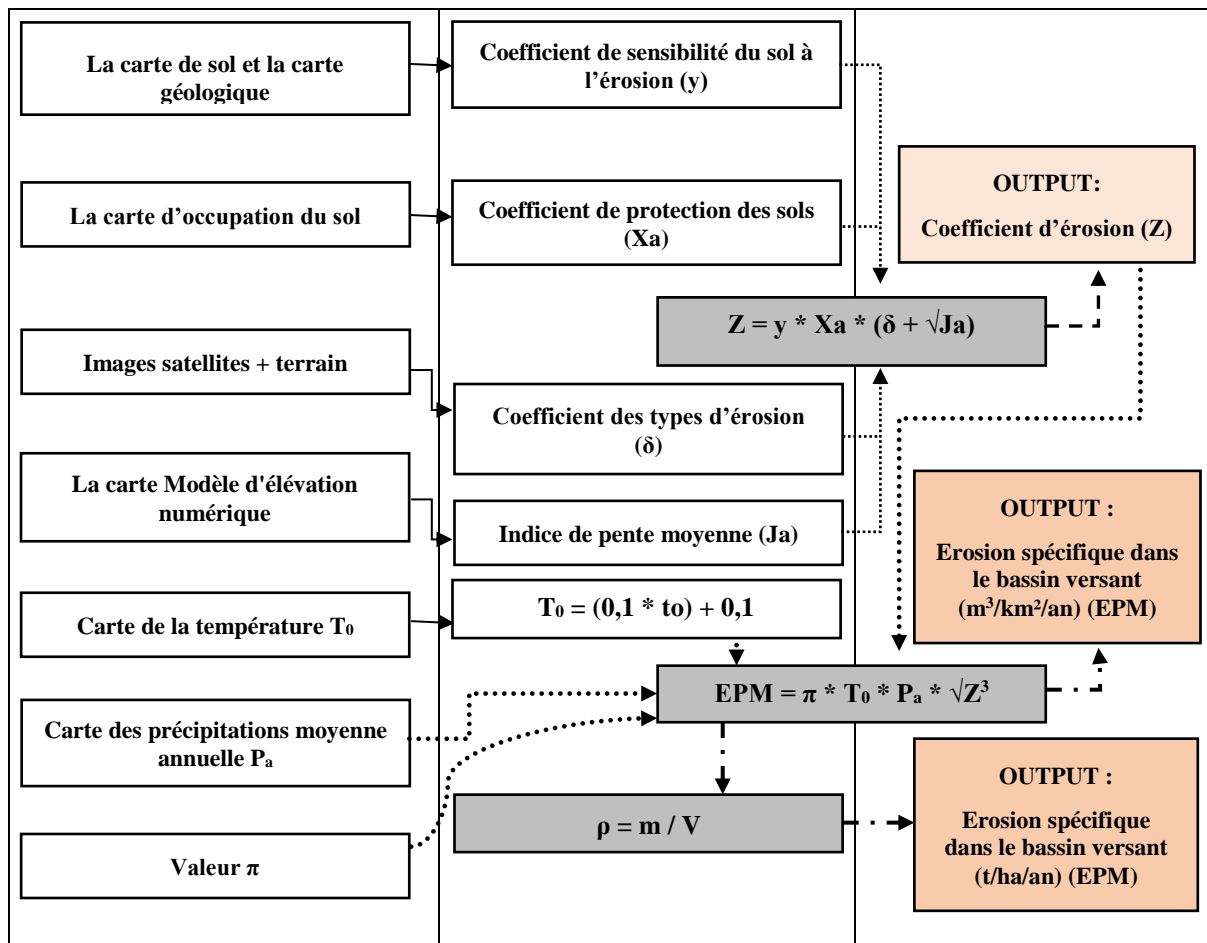 La carte de sol et la carte
géologique
La carte d’occupation du sol
Images satellites + terrain
La carte Modèle d'élévation
numérique
Carte de la température T₀
Carte des précipitations moyenne
annuelle Pₐ
Valeur π
Coefficient de sensibilité du sol à
l’érosion (y)
Coefficient de protection des sols
(Xa)
Z = y * Xa * (δ + √Ja)
Coefficient des types d’érosion
(δ)
Indice de pente moyenne (Ja)
T₀ = (0,1 * to) + 0,1
EPM = π * T₀ * Pₐ * √Z³
ρ = m / V
OUTPUT:
Coefficient d’érosion (Z)
OUTPUT :
Erosion spécifique dans
le bassin versant
(m³/km²/an) (EPM)
OUTPUT :
Erosion spécifique
dans le bassin versant
(t/ha/an) (EPM)